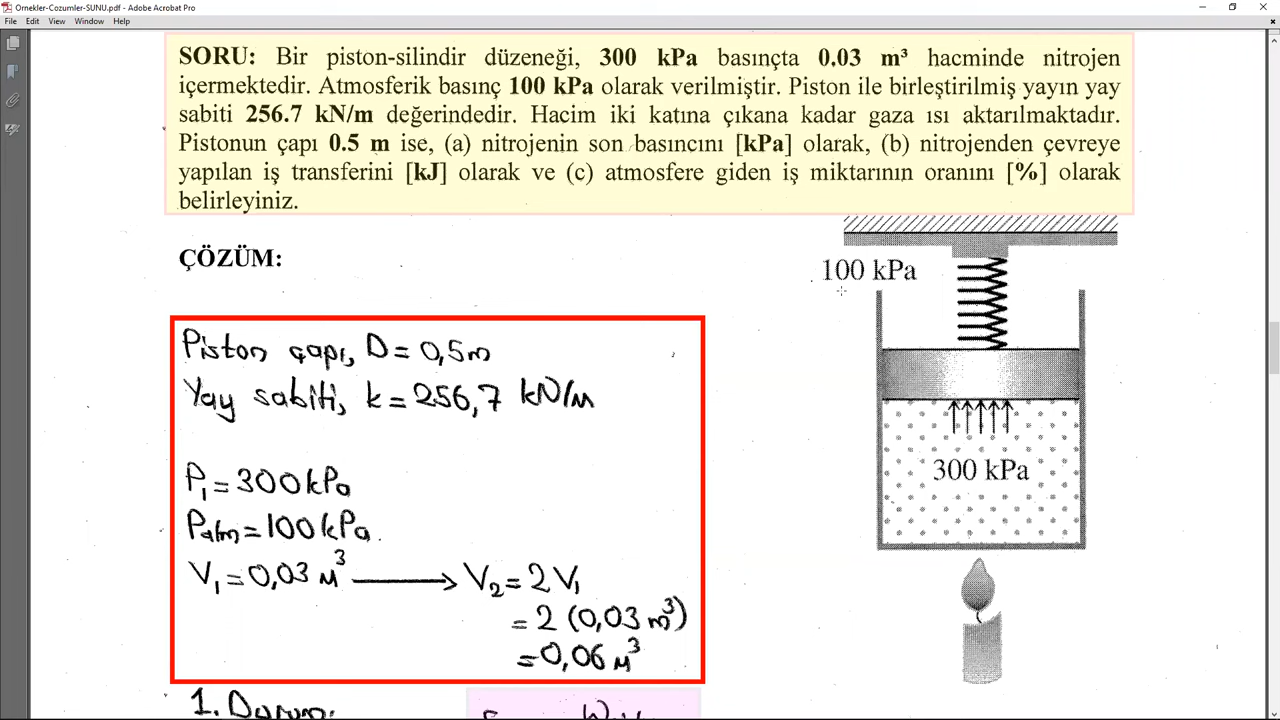 Ornekler-Cozumler-SUNU.pdf - Adobe Acrobat Pro
File Edit View Window Help
SORU: Bir piston-silindir düzeneği, 300 kPa basınçta 0.03 m³ hacminde nitrojen
içermektedir. Atmosferik basınç 100 kPa olarak verilmiştir. Piston ile birleştirilmiş yayın yay
sabiti 256.7 kN/m değerindedir. Hacim iki katına çıkana kadar gaza ısı aktarılmaktadır.
Pistonun çapı 0.5 m ise, (a) nitrojenin son basıncını [kPa] olarak, (b) nitrojenden çevreye
yapılan iş transferini [kJ] olarak ve (c) atmosfere giden iş miktarının oranını [%] olarak
belirleyiniz.
ÇÖZÜM:
100 kPa
300 kPa
Piston çapı, D = 0,5m
Yay sabiti, k = 256,7 kN/m
P₁ = 300 kPa
Patm = 100 kPa.
V₁ = 0,03 m³ → V₂ = 2 V₁
= 2 (0,03 m³)
= 0,06 m³
1. Durum: